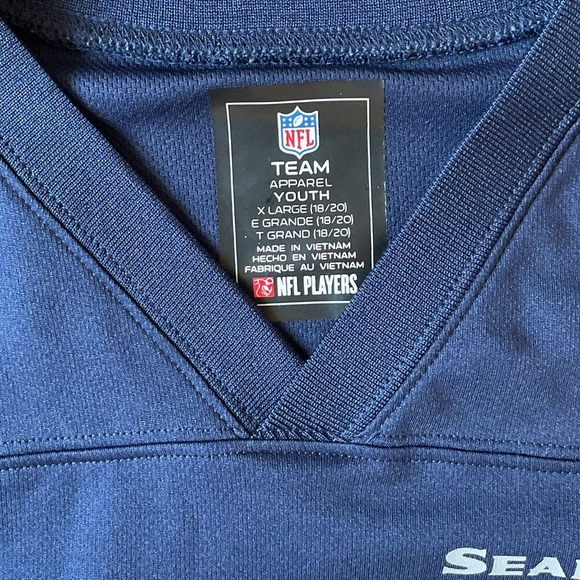 NFL
TEAM
APPAREL
YOUTH
X LARGE (18/20)
E GRANDE (18/20)
T GRAND (18/20)
MADE IN VIETNAM
HECHO EN VIETNAM
FABRIQUE AU VIETNAM
NFL PLAYERS
SEA